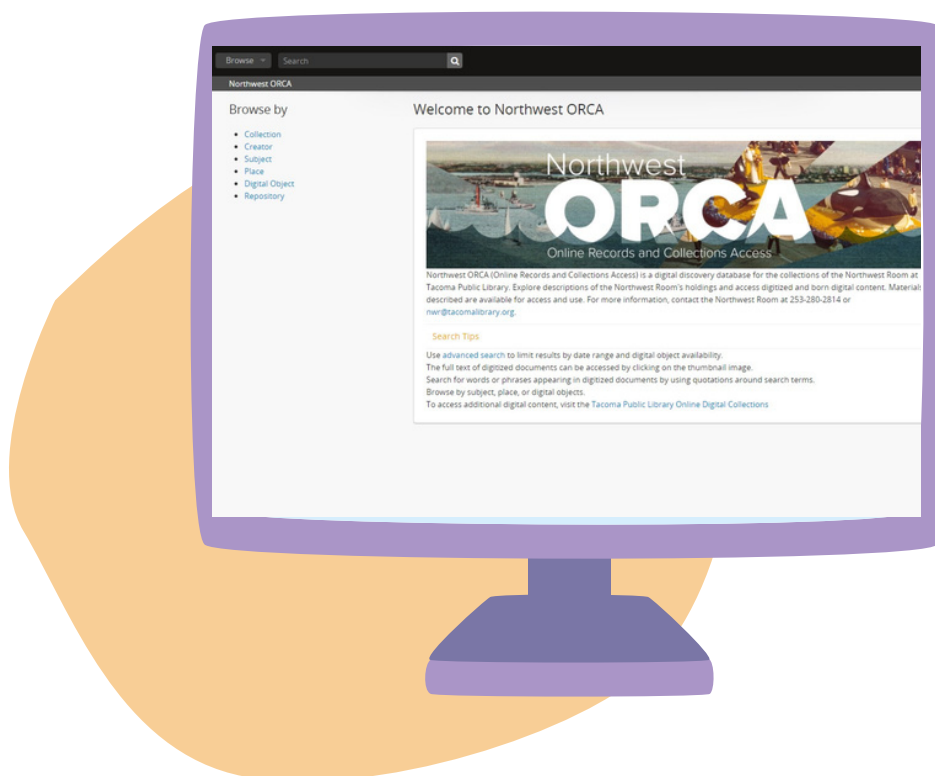 Browse
Search
Northwest ORCA
Browse by
Collection
Creator
Subject
Place
Digital Object
Repository
Welcome to Northwest ORCA
Northwest
ORCA
Online Records and Collections Access
Northwest ORCA (Online Records and Collections Access) is a digital discovery database for the collections of the Northwest Room at
Tacoma Public Library. Explore descriptions of the Northwest Room's holdings and access digitized and born digital content. Materials
described are available for access and use. For more information, contact the Northwest Room at 253-280-2814 or
nwr@tacomalibrary.org.
Search Tips
Use advanced search to limit results by date range and digital object availability.
The full text of digitized documents can be accessed by clicking on the thumbnail image.
Search for words or phrases appearing in digitized documents by using quotations around search terms.
Browse by subject, place, or digital objects.
To access additional digital content, visit the Tacoma Public Library Online Digital Collections